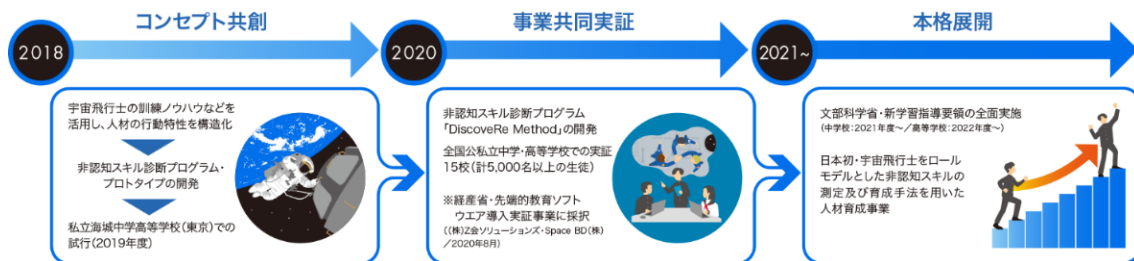 コンセプト共創
事業共同実証
本格展開
2018
2020
2021~
宇宙飛行士の訓練ノウハウなどを
活用し、人材の行動特性を構造化
非認知スキル診断プログラム・
プロトタイプの開発
私立海城中学高等学校(東京)での
試行(2019年度)
非認知スキル診断プログラム
「DiscoveRe Method」の開発
全国公私立中学・高等学校での実証
15校(計5,000名以上の生徒)
※経産省・先端的教育ソフト
ウエア導入実証事業に採択
((株)Z会ソリューションズ・Space BD(株)
/2020年8月)
文部科学省・新学習指導要領の全面実施
(中学校:2021年度~/高等学校:2022年度~)
日本初・宇宙飛行士をロール
モデルとした非認知スキルの
測定及び育成手法を用いた
人材育成事業